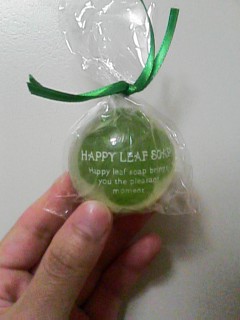 HAPPY LEAF SOAP
Happy leaf soap brings
you the pleasant
moment